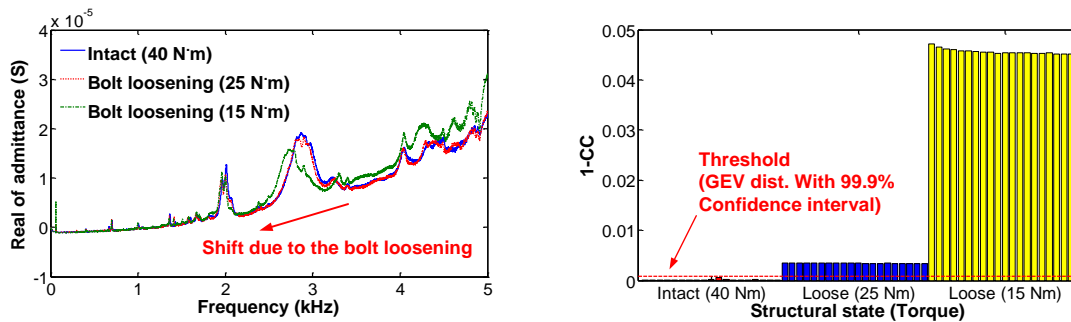 x 10^-5
4
3
2
1
0
-1
Real of admittance (S)
Intact (40 N·m)
Bolt loosening (25 N·m)
Bolt loosening (15 N·m)
Shift due to the bolt loosening
0 1 2 3 4 5
Frequency (kHz)
0.05
0.04
0.03
0.02
0.01
0
1-CC
Threshold
(GEV dist. With 99.9%
Confidence interval)
Intact (40 Nm) Loose (25 Nm) Loose (15 Nm)
Structural state (Torque)